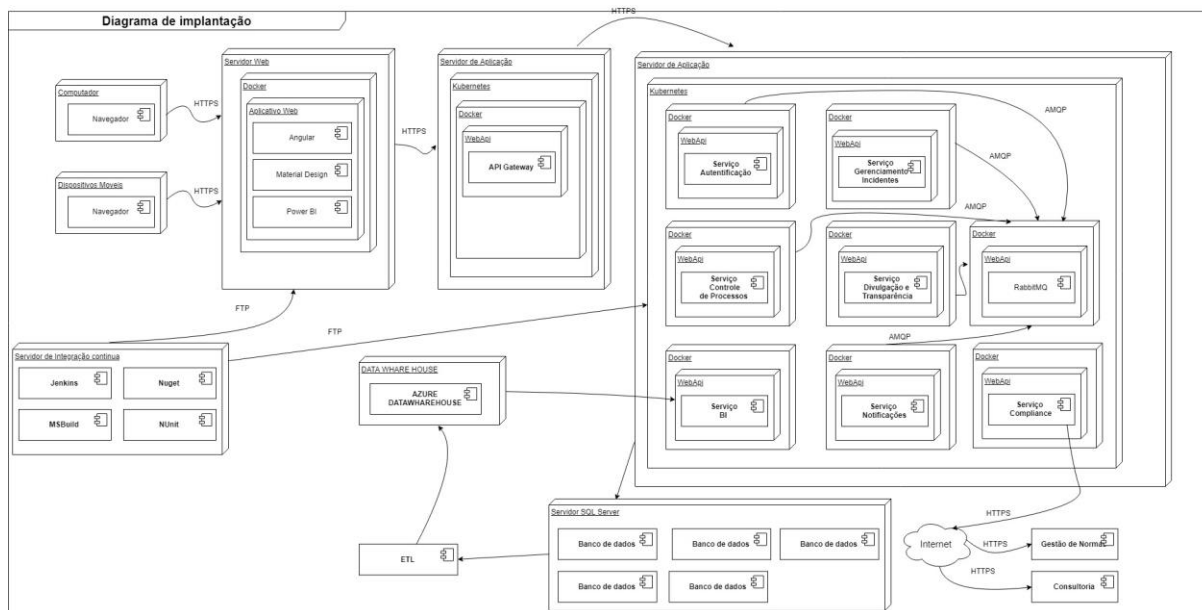 Diagrama de implantação
HTTPS
Servidor Web
Docker
Aplicativo Web
Angular
Material Design
Power BI
Computador
Navegador
HTTPS
Dispositivos Moveis
Navegador
HTTPS
HTTPS
Servidor de Aplicação
Kubernetes
Docker
WebApi
API Gateway
Servidor de Aplicação
Kubernetes
Docker
WebApi
Serviço
Autentificação
Docker
WebApi
Serviço
Gerenciamento
Incidentes
AMQP
AMQP
AMQP
Docker
WebApi
Serviço
Controle
de Processos
Docker
WebApi
Serviço
Divulgação e
Transparência
Docker
WebApi
RabbitMQ
AMQP
Docker
WebApi
Serviço
BI
Docker
WebApi
Serviço
Notificações
Docker
WebApi
Serviço
Compliance
FTP
FTP
Servidor de Integração continua
Jenkins
Nuget
MSBuild
NUnit
DATA WHARE HOUSE
AZURE
DATAWHAREHOUSE
ETL
Servidor SQL Server
Banco de dados
Banco de dados
Banco de dados
Banco de dados
Banco de dados
HTTPS
Internet
HTTPS
HTTPS
Gestão de Normas
Consultoria